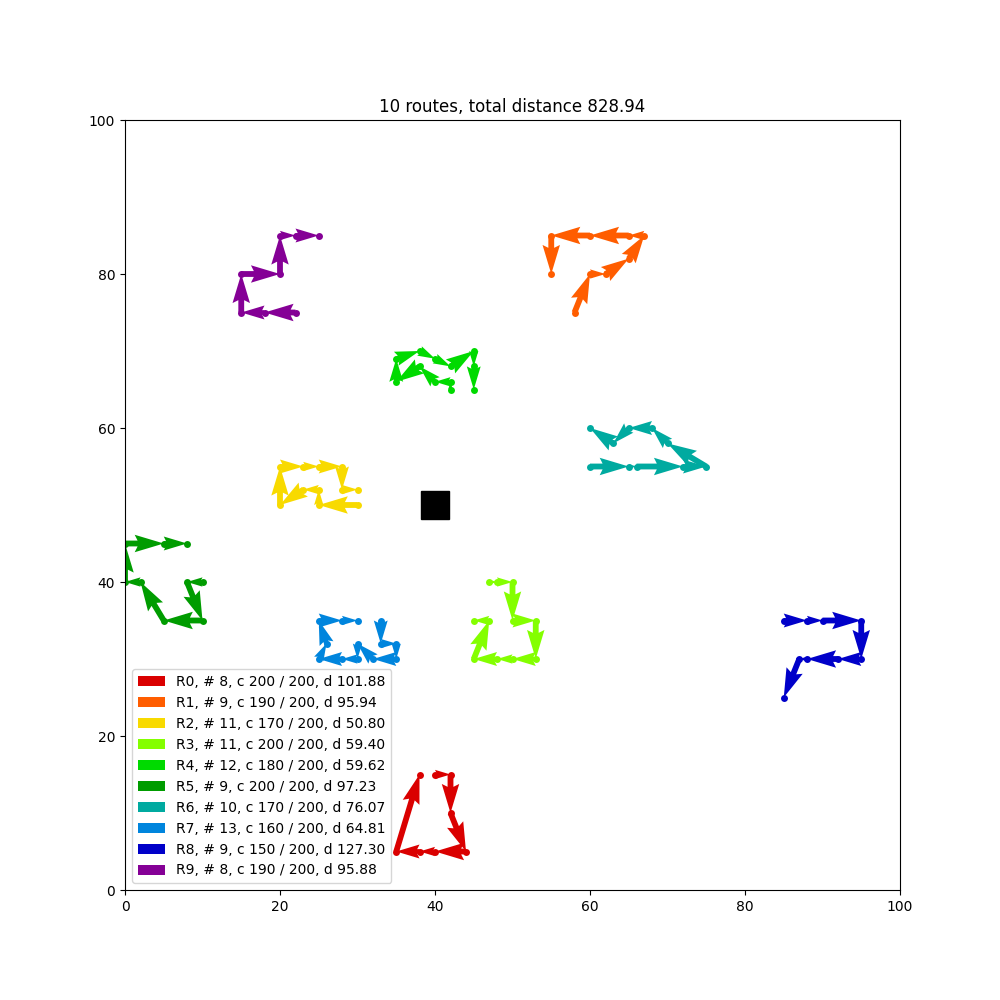 10 routes, total distance 828.94
100
80
60
40
20
0
R0, # 8, c 200 / 200, d 101.88
R1, # 9, c 190 / 200, d 95.94
R2, # 11, c 170 / 200, d 50.80
R3, # 11, c 200 / 200, d 59.40
R4, # 12, c 180 / 200, d 59.62
R5, # 9, c 200 / 200, d 97.23
R6, # 10, c 170 / 200, d 76.07
R7, # 13, c 160 / 200, d 64.81
R8, # 9, c 150 / 200, d 127.30
R9, # 8, c 190 / 200, d 95.88
0 20 40 60 80 100